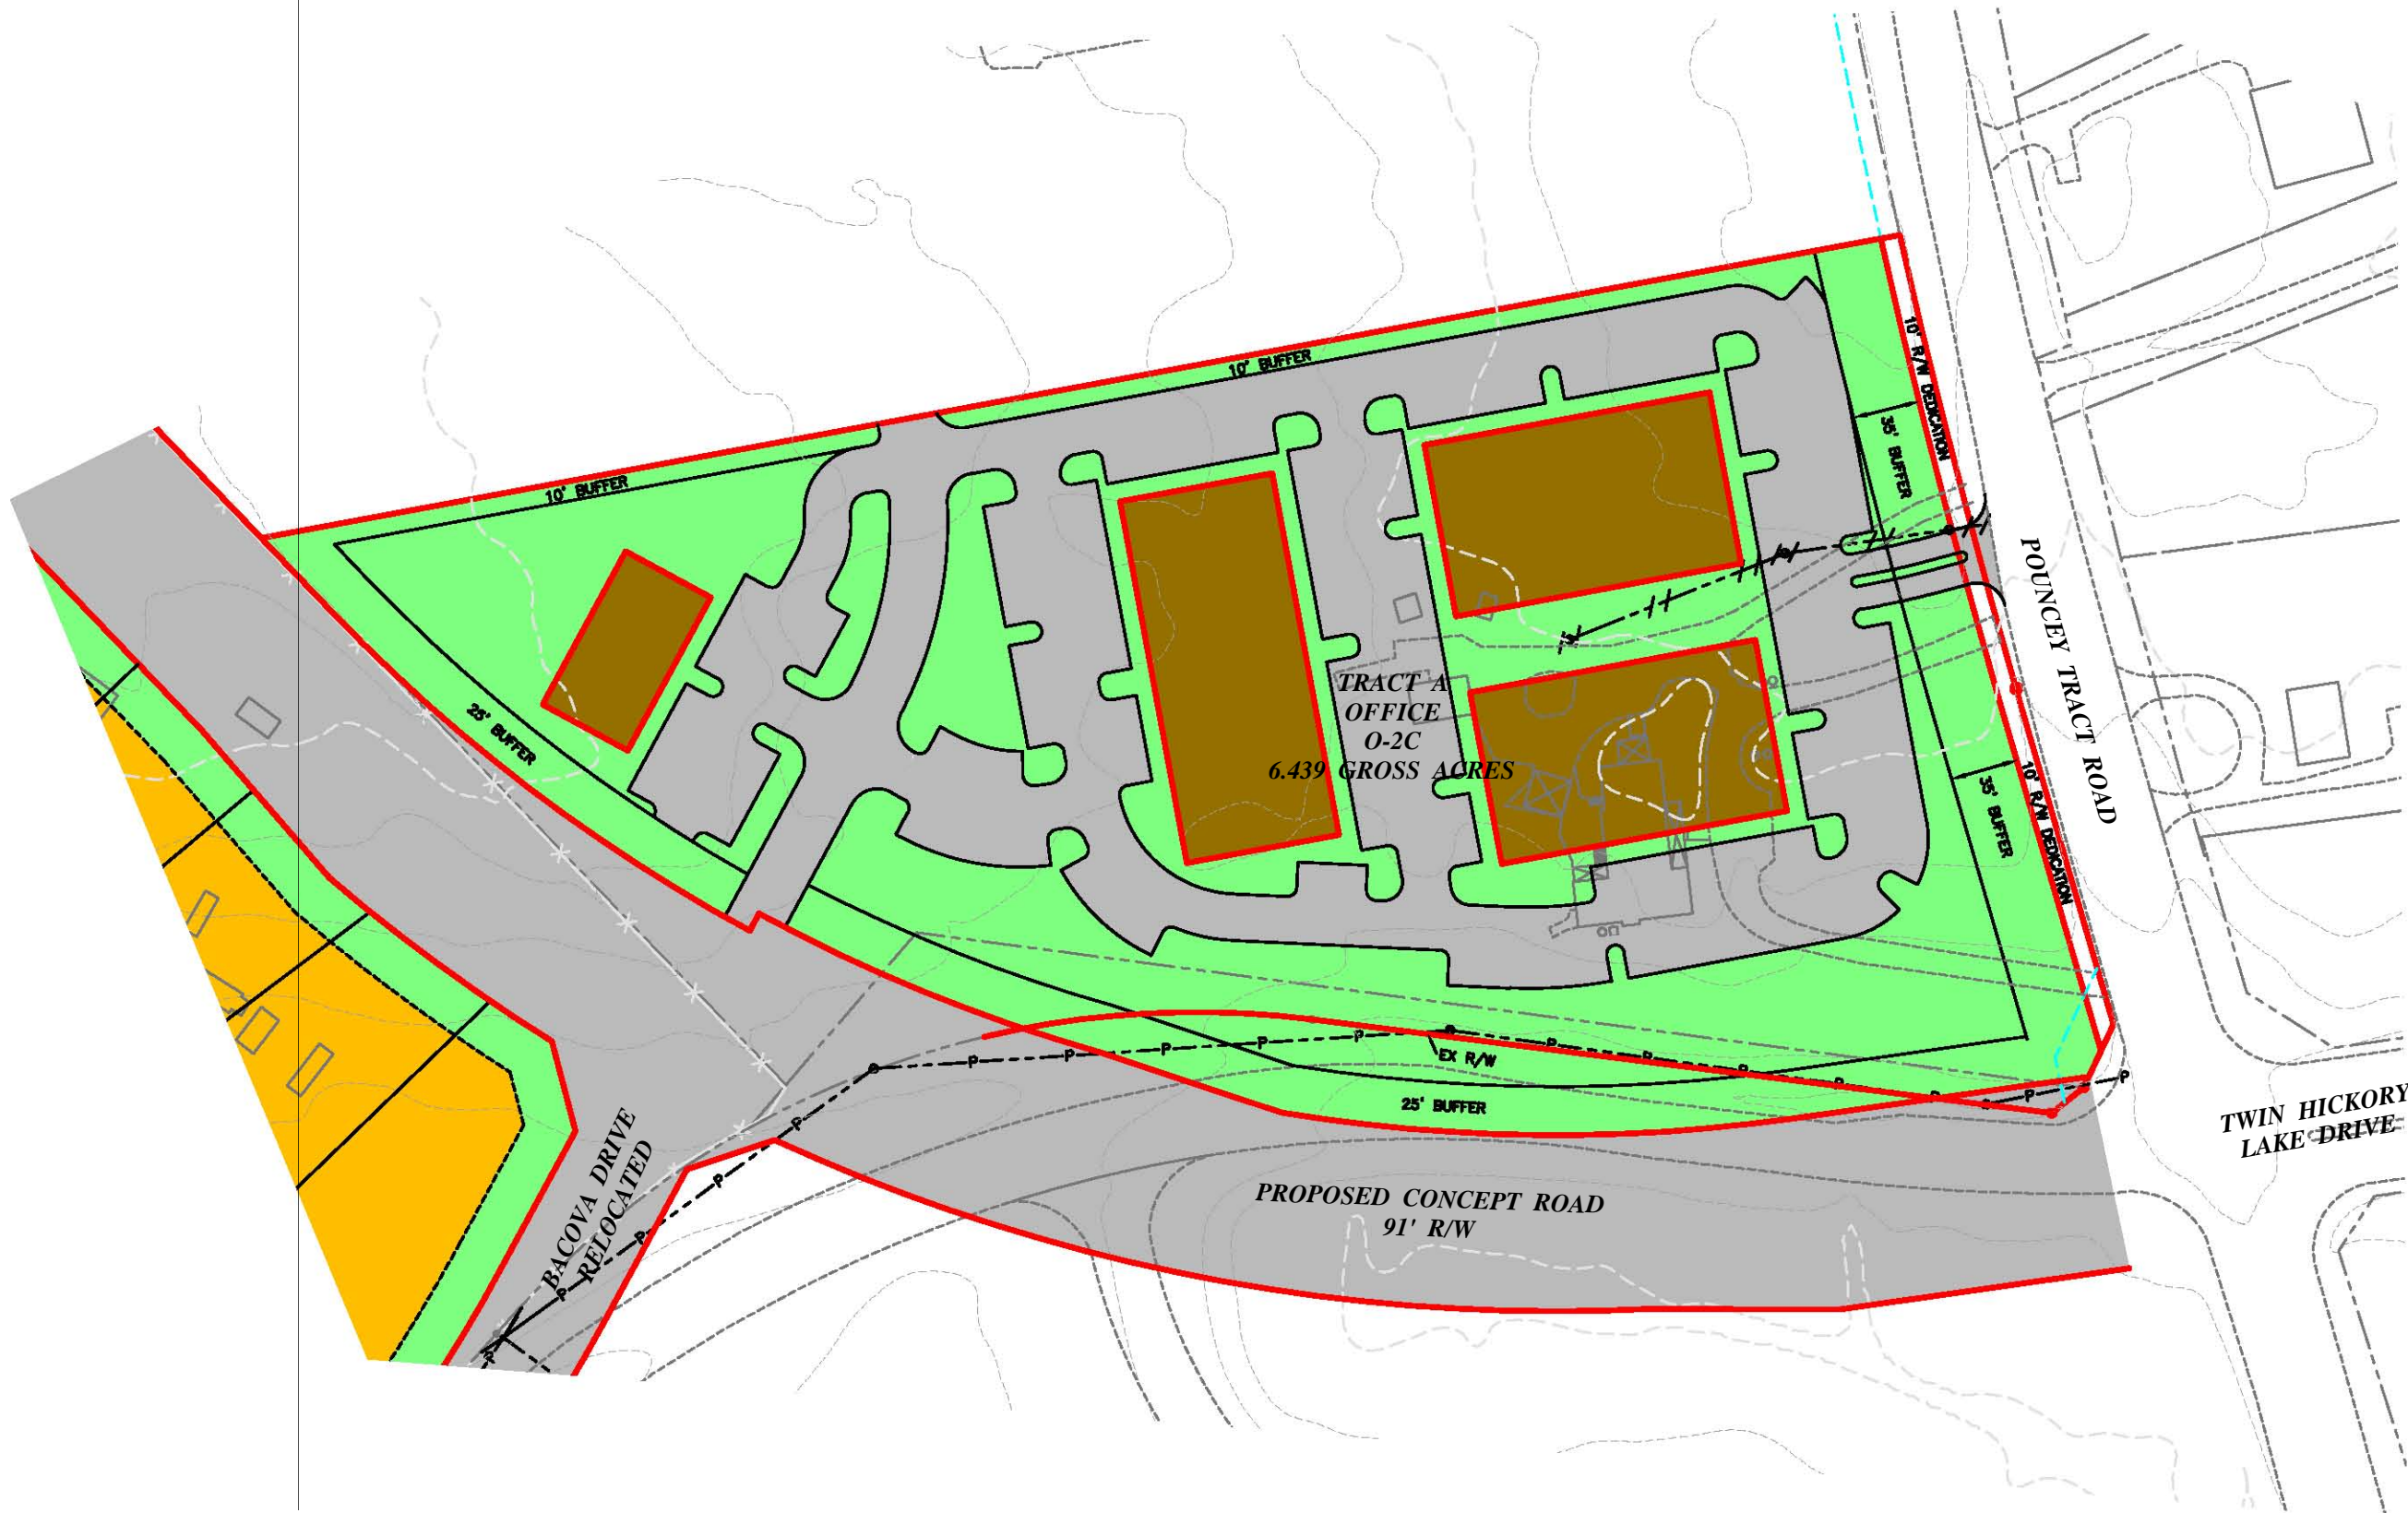 10' BUFFER
10' R/W DEDICATION
35' BUFFER
10' BUFFER
POUNCEY TRACT ROAD
TRACT A
OFFICE
O-2C
6.439 GROSS ACRES
25' BUFFER
10' R/W DEDICATION
35' BUFFER
EX R/W
P
P
P
P
P
P
P
P
P
P
P
P
25' BUFFER
TWIN HICKORY
LAKE DRIVE
BACOVA DRIVE
RELOCATED
P
P
P
P
P
PROPOSED CONCEPT ROAD
91' R/W